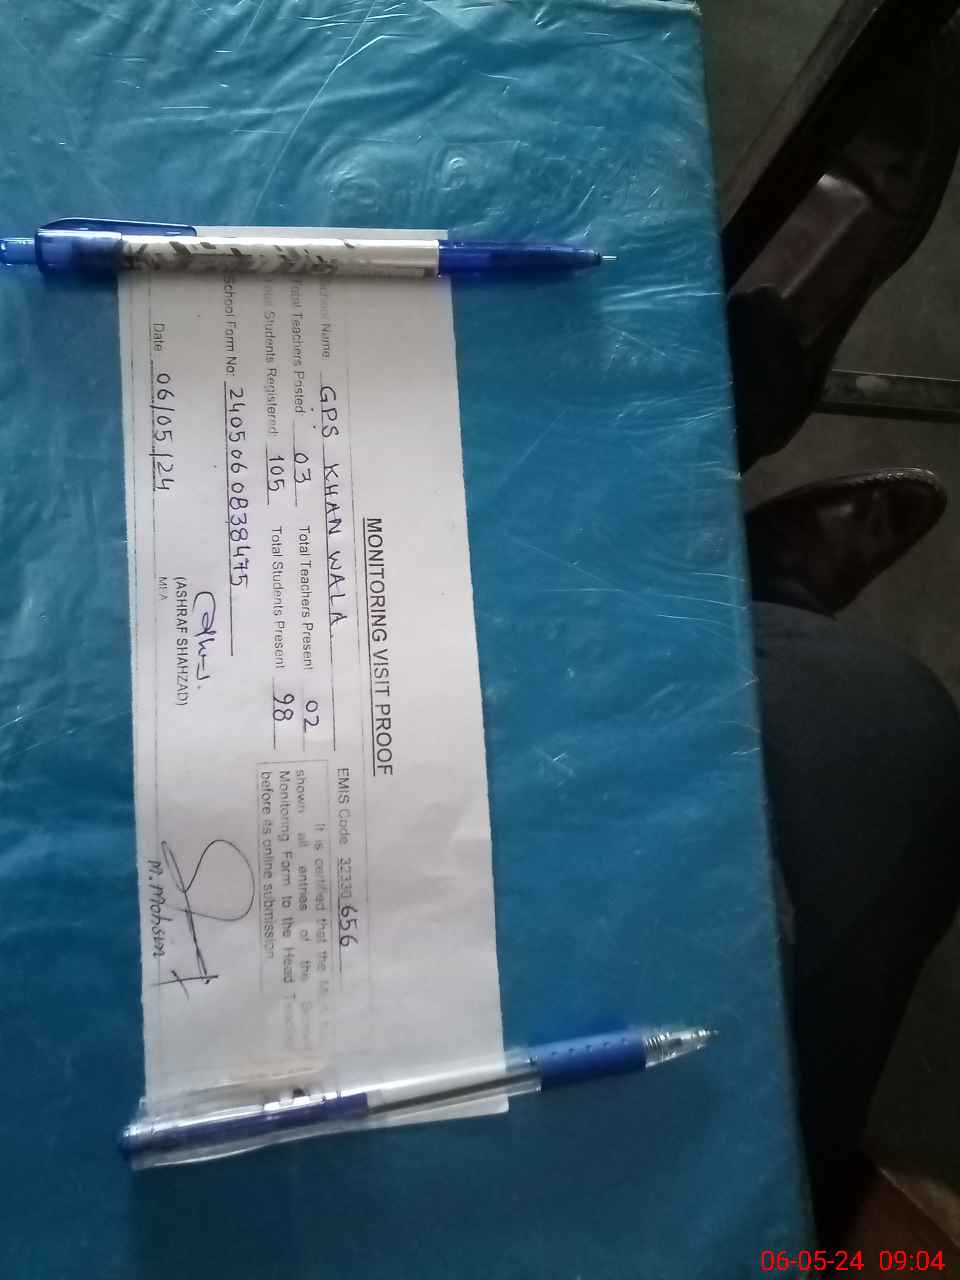 MONITORING VISIT PROOF
School Name: GPS KHAN WALA EMIS Code 32330656
Total Teachers Posted: 03 Total Teachers Present 02
Total Students Registered: 105 Total Students Present 98
It is certified that the
shown all entries of this
Monitoring Form to the Head
before its online submission
School Form No: 2405060838475
Date 06/05/24
(ASHRAF SHAHZAD)
MEA
M. Mohsin
06-05-24 09:04